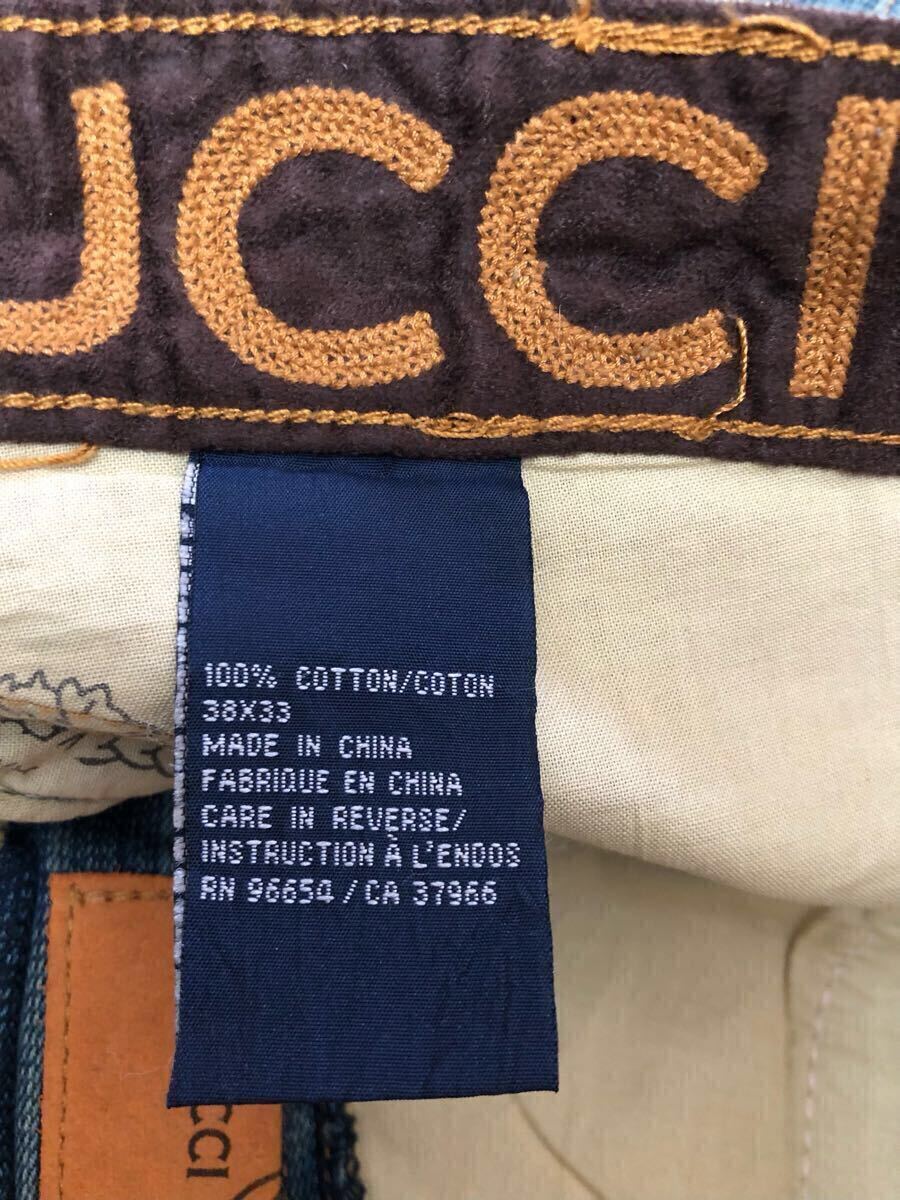 UCCI
100% COTTON/COTON
38X33
MADE IN CHINA
FABRIQUE EN CHINA
CARE IN REVERSE/
INSTRUCTION À L'ENDOS
RN 96654 / CA 37966
CCI